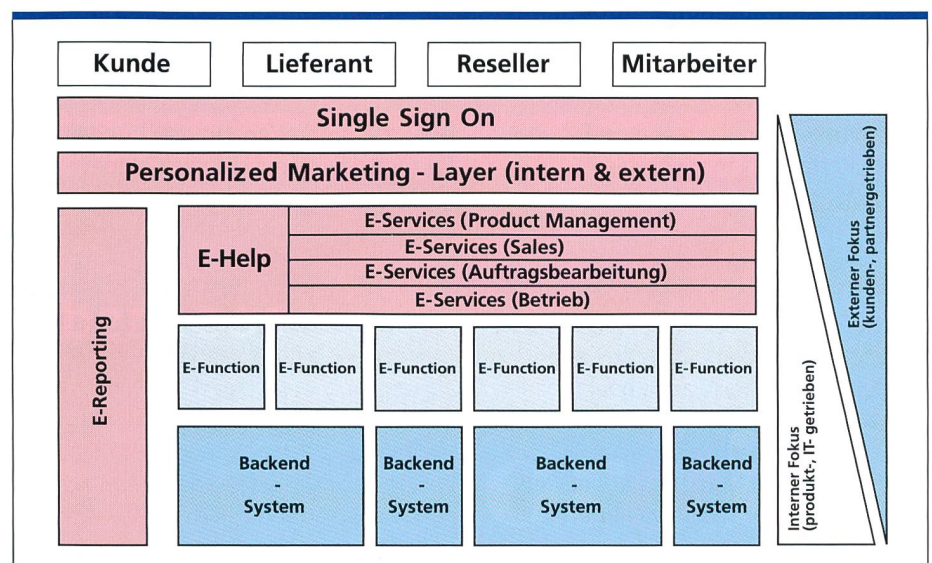 Kunde
Lieferant
Reseller
Mitarbeiter
Single Sign On
Personalized Marketing - Layer (intern & extern)
E-Reporting
E-Help
E-Services (Product Management)
E-Services (Sales)
E-Services (Auftragsbearbeitung)
E-Services (Betrieb)
E-Function
E-Function
E-Function
E-Function
E-Function
E-Function
Backend
-
System
Backend
-
System
Backend
-
System
Backend
-
System
Interner Fokus
(produkt-, IT- getrieben)
Externer Fokus
(kunden-, partnergetrieben)